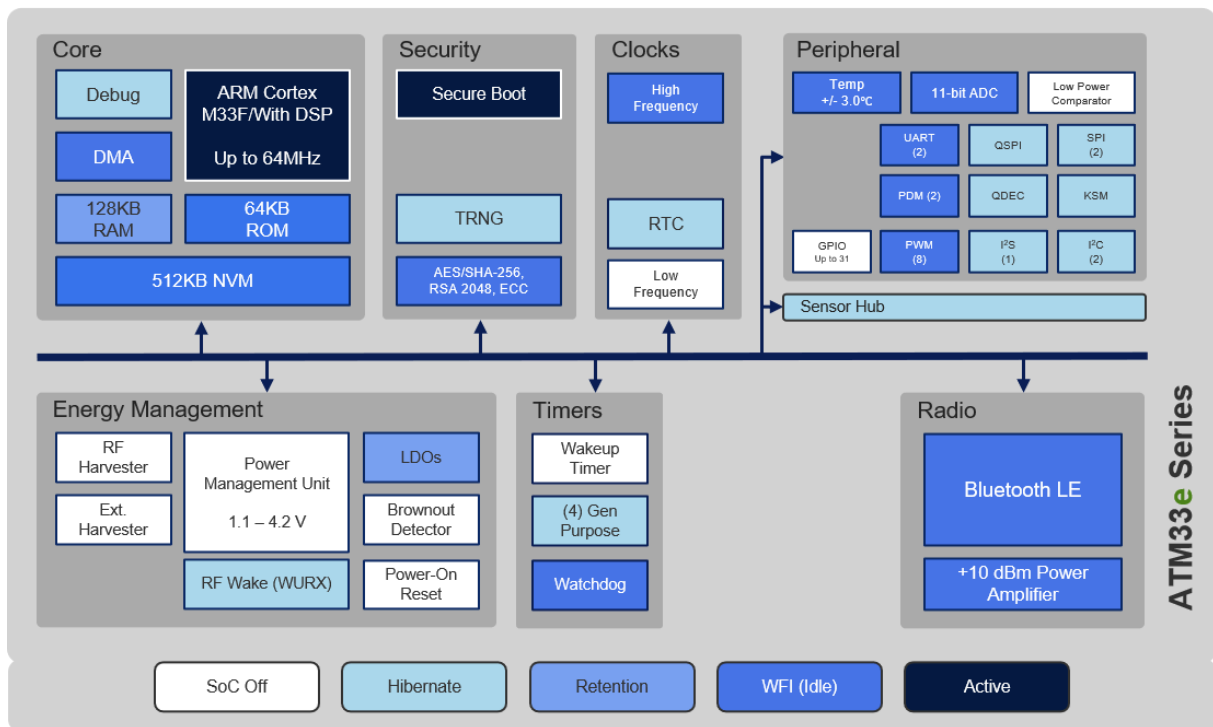 Core
Debug
ARM Cortex
M33F/With DSP
Up to 64MHz
DMA
128KB
RAM
64KB
ROM
512KB NVM
Security
Secure Boot
TRNG
AES/SHA-256,
RSA 2048, ECC
Clocks
High
Frequency
RTC
Low
Frequency
Peripheral
Temp
+/- 3.0℃
11-bit ADC
Low Power
Comparator
UART
(2)
QSPI
SPI
(2)
PDM (2)
QDEC
KSM
GPIO
Up to 31
PWM
(8)
I²S
(1)
I²C
(2)
Sensor Hub
Energy Management
RF
Harvester
Power
Management Unit
1.1 – 4.2 V
LDOs
Ext.
Harvester
Brownout
Detector
RF Wake (WURX)
Power-On
Reset
Timers
Wakeup
Timer
(4) Gen
Purpose
Watchdog
Radio
Bluetooth LE
+10 dBm Power
Amplifier
ATM33e Series
SoC Off
Hibernate
Retention
WFI (Idle)
Active